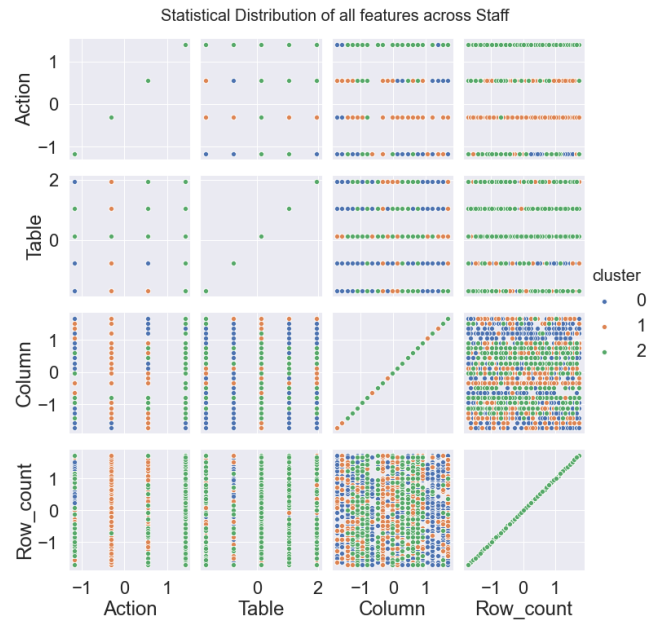 Statistical Distribution of all features across Staff
Action
1
0
−1
Table
2
0
cluster
0
1
2
Column
1
0
−1
Row_count
1
0
−1
−1 0 1
0 2
−1 0 1
−1 0 1
Action Table Column Row_count